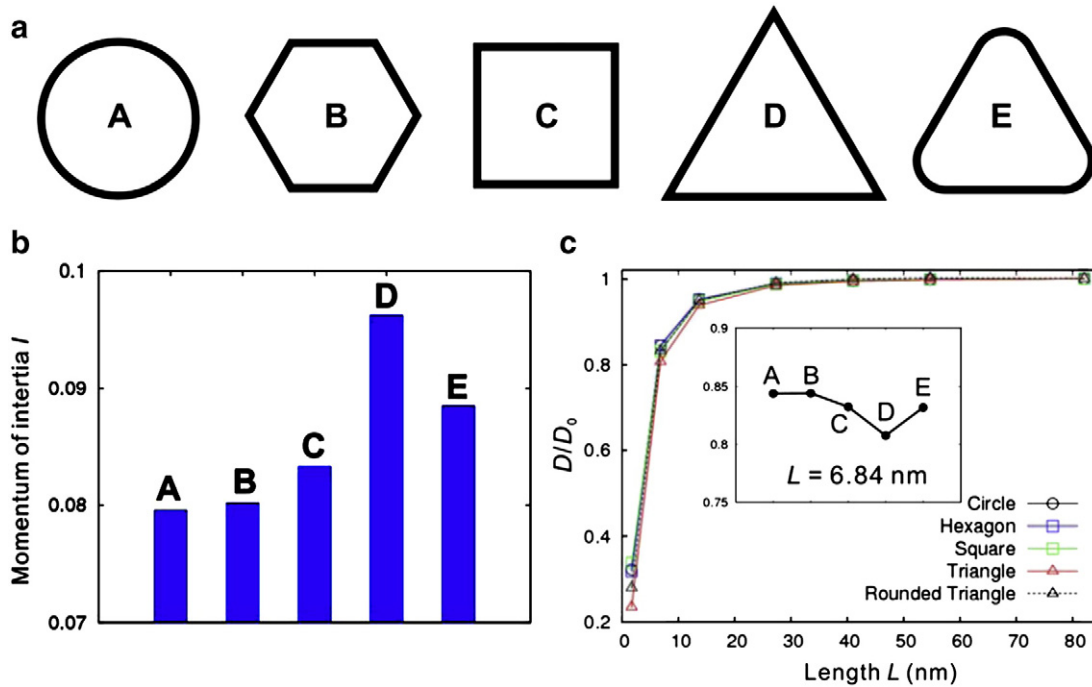 a
A B C D E
b
Momentum of intertia I
0.1
0.09
0.08
0.07
A
B
C
D
E
c
D/D0
1
0.8
0.6
0.4
0.2
0 10 20 30 40 50 60 70 80
Length L (nm)
0.9
0.85
0.8
0.75
A B C D E
L = 6.84 nm
Circle
Hexagon
Square
Triangle
Rounded Triangle